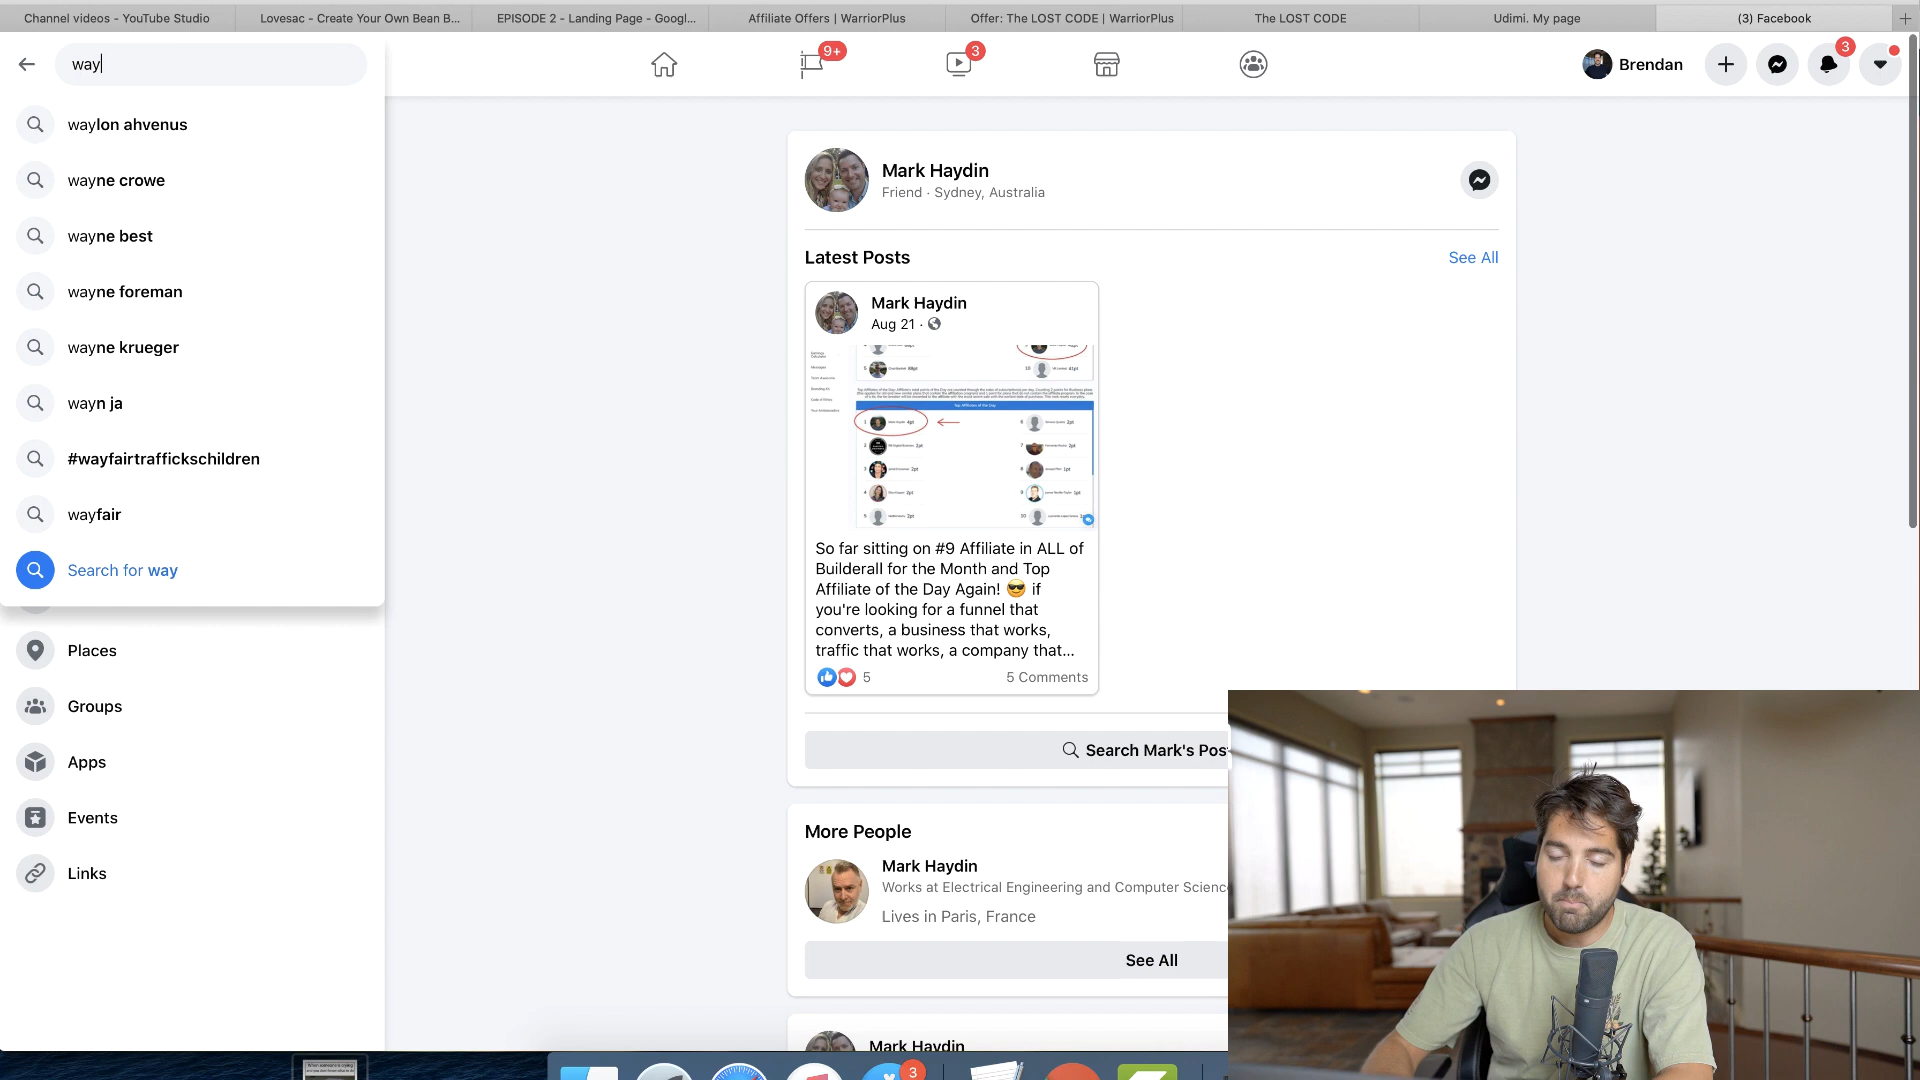 Channel videos - YouTube Studio
Lovesac - Create Your Own Bean B...
EPISODE 2 - Landing Page - Googl...
Affiliate Offers | WarriorPlus
Offer: The LOST CODE | WarriorPlus
The LOST CODE
Udimi. My page
(3) Facebook
way
9+
3
Brendan
3
waylon ahvenus
wayne crowe
wayne best
wayne foreman
wayne krueger
wayn ja
#wayfairtraffickschildren
wayfair
Search for way
Places
Groups
Apps
Events
Links
Mark Haydin
Friend · Sydney, Australia
Latest Posts
See All
Mark Haydin
Aug 21 ·
So far sitting on #9 Affiliate in ALL of
Builderall for the Month and Top
Affiliate of the Day Again! 😎 if
you're looking for a funnel that
converts, a business that works,
traffic that works, a company that...
5
5 Comments
Search Mark's Pos
More People
Mark Haydin
Works at Electrical Engineering and Computer Scienc
Lives in Paris, France
See All
Mark Haydin
3